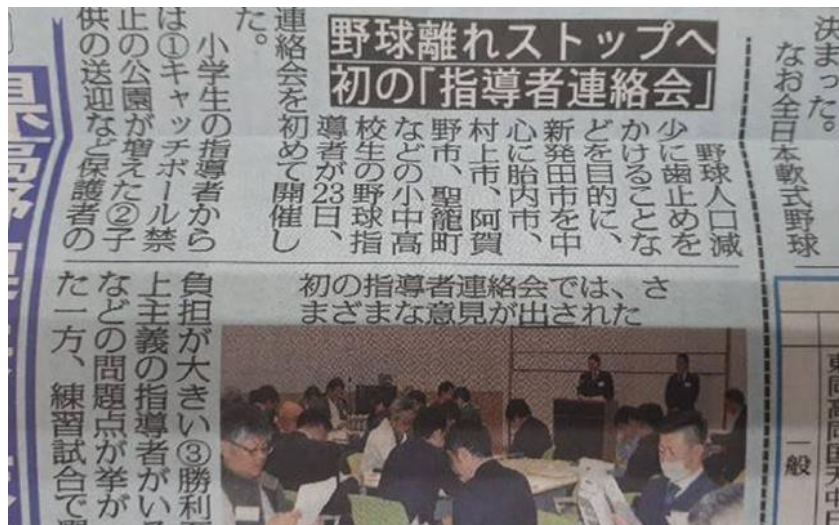 決まった。
なお全日本軟式野球
野球離れストップへ
初の「指導者連絡会」
野球人口減
少に歯止めを
かけることな
どを目的に、
新発田市を中
心に胎内市、
村上市、阿賀
野市、聖籠町
などの小中高
校生の野球指
導者が23日、
連絡会を初めて開催し
た。
小学生の指導者から
は①キャッチボール禁
止の公園が増えた②子
供の送迎など保護者の
負担が大きい③勝利至
上主義の指導者がいる
などの問題点が挙が
た一方、練習試合で
初の指導者連絡会では、さ
まざまな意見が出された
一般